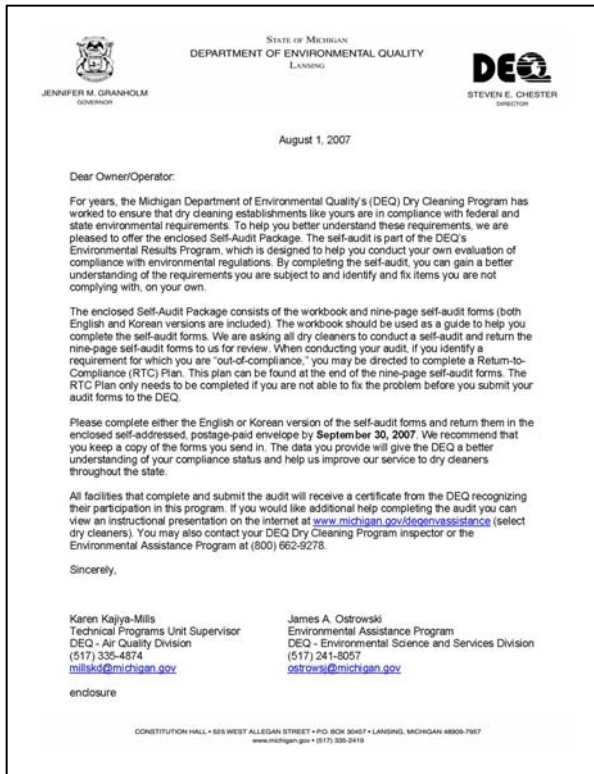 STATE OF MICHIGAN
DEPARTMENT OF ENVIRONMENTAL QUALITY
LANSING
JENNIFER M. GRANHOLM
GOVERNOR
DEQ
STEVEN E. CHESTER
DIRECTOR
August 1, 2007
Dear Owner/Operator:
For years, the Michigan Department of Environmental Quality's (DEQ) Dry Cleaning Program has
worked to ensure that dry cleaning establishments like yours are in compliance with federal and
state environmental requirements. To help you better understand these requirements, we are
pleased to offer the enclosed Self-Audit Package. The self-audit is part of the DEQ's
Environmental Results Program, which is designed to help you conduct your own evaluation of
compliance with environmental regulations. By completing the self-audit, you can gain a better
understanding of the requirements you are subject to and identify and fix items you are not
complying with, on your own.
The enclosed Self-Audit Package consists of the workbook and nine-page self-audit forms (both
English and Korean versions are included). The workbook should be used as a guide to help you
complete the self-audit forms. We are asking all dry cleaners to conduct a self-audit and return the
nine-page self-audit forms to us for review. When conducting your audit, if you identify a
requirement for which you are "out-of-compliance," you may be directed to complete a Return-to-
Compliance (RTC) Plan. This plan can be found at the end of the nine-page self-audit forms. The
RTC Plan only needs to be completed if you are not able to fix the problem before you submit your
audit forms to the DEQ.
Please complete either the English or Korean version of the self-audit forms and return them in the
enclosed self-addressed, postage-paid envelope by September 30, 2007. We recommend that
you keep a copy of the forms you send in. The data you provide will give the DEQ a better
understanding of your compliance status and help us improve our service to dry cleaners
throughout the state.
All facilities that complete and submit the audit will receive a certificate from the DEQ recognizing
their participation in this program. If you would like additional help completing the audit you can
view an instructional presentation on the internet at www.michigan.gov/deqenvassistance (select
dry cleaners). You may also contact your DEQ Dry Cleaning Program inspector or the
Environmental Assistance Program at (800) 662-9278.
Sincerely,
Karen Kajiya-Mills
Technical Programs Unit Supervisor
DEQ - Air Quality Division
(517) 335-4874
millskd@michigan.gov
James A. Ostrowski
Environmental Assistance Program
DEQ - Environmental Science and Services Division
(517) 241-8057
ostrowsj@michigan.gov
enclosure
CONSTITUTION HALL • 525 WEST ALLEGAN STREET • P.O. BOX 30457 • LANSING, MICHIGAN 48909-7957
www.michigan.gov • (517) 335-2419